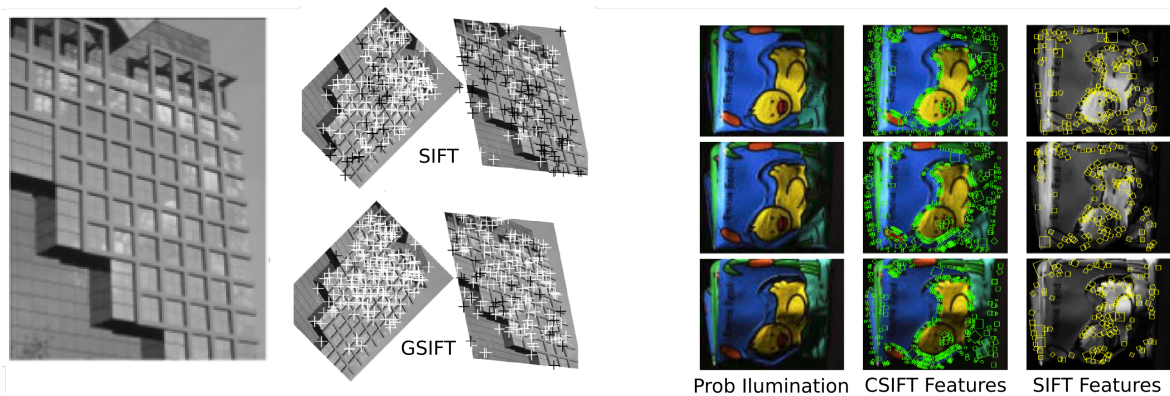 SIFT
GSIFT
Prob Ilumination
CSIFT Features
SIFT Features